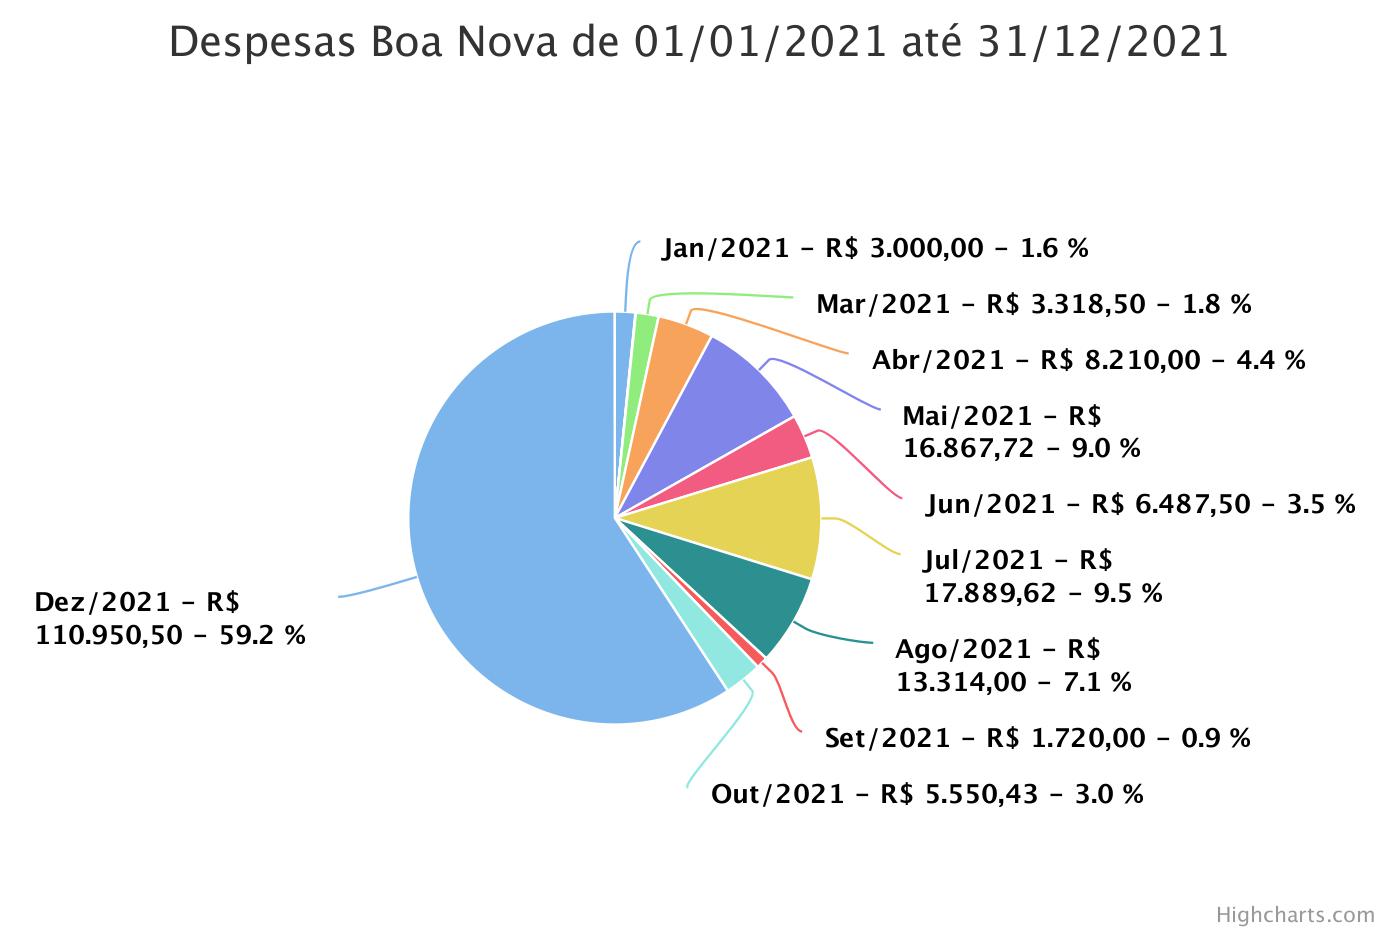 Despesas Boa Nova de 01/01/2021 até 31/12/2021
Jan/2021 – R$ 3.000,00 – 1.6 %
Mar/2021 – R$ 3.318,50 – 1.8 %
Abr/2021 – R$ 8.210,00 – 4.4 %
Mai/2021 – R$
16.867,72 – 9.0 %
Jun/2021 – R$ 6.487,50 – 3.5 %
Jul/2021 – R$
17.889,62 – 9.5 %
Ago/2021 – R$
13.314,00 – 7.1 %
Set/2021 – R$ 1.720,00 – 0.9 %
Out/2021 – R$ 5.550,43 – 3.0 %
Dez/2021 – R$
110.950,50 – 59.2 %
Highcharts.com